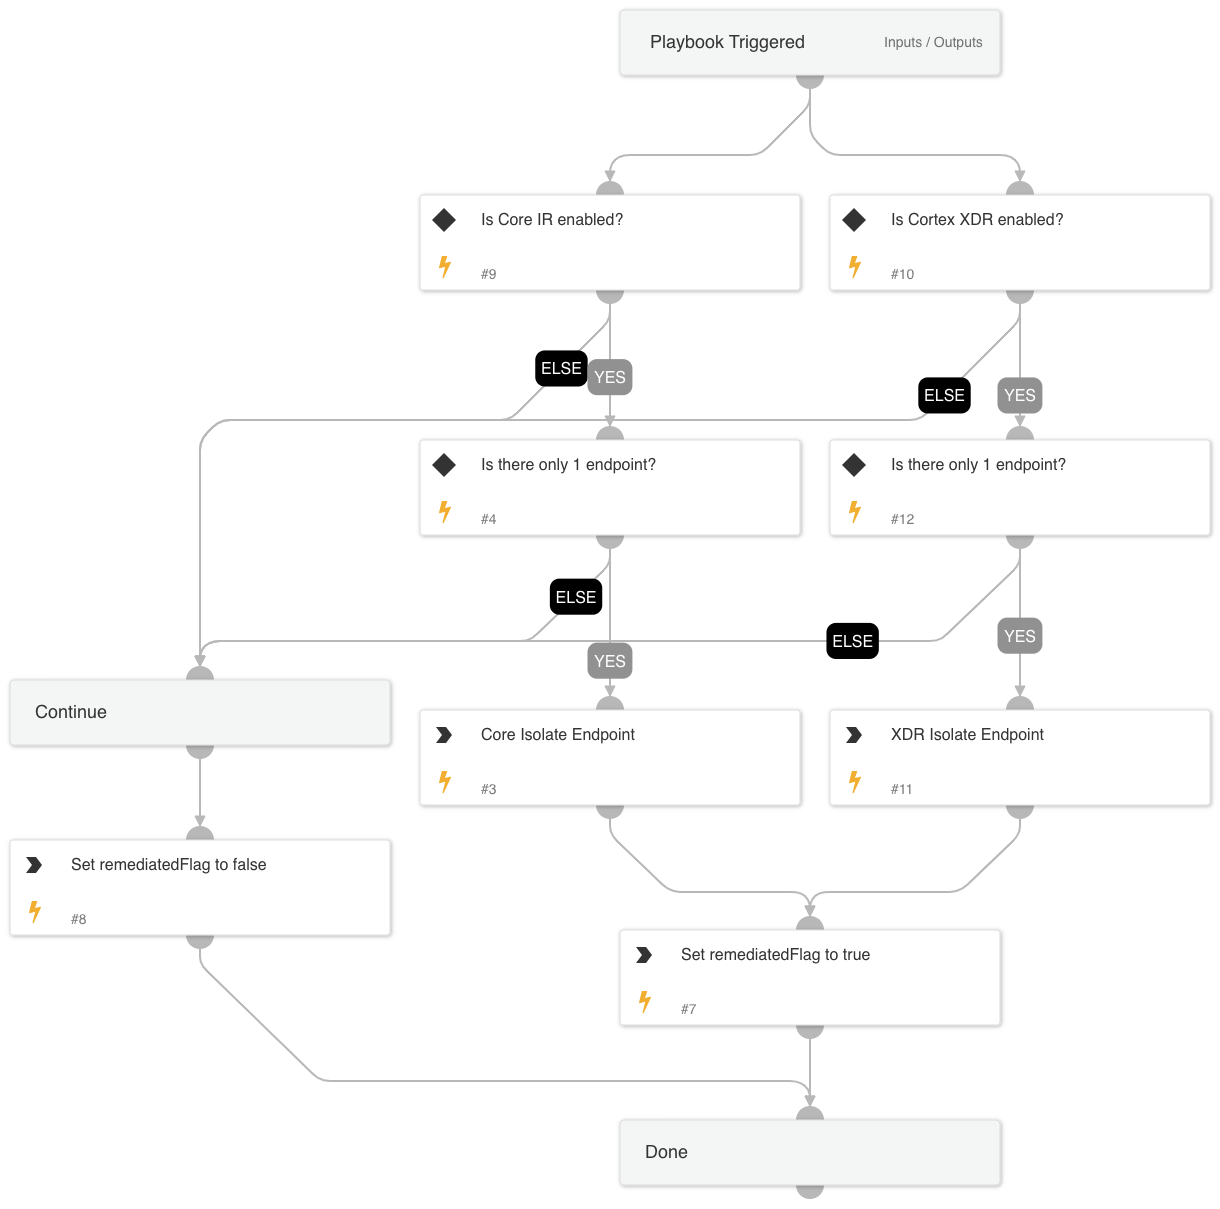 Playbook Triggered
Inputs / Outputs
Is Core IR enabled?
#9
Is Cortex XDR enabled?
#10
ELSE
YES
ELSE
YES
Is there only 1 endpoint?
#4
Is there only 1 endpoint?
#12
ELSE
YES
ELSE
YES
Continue
Core Isolate Endpoint
#3
XDR Isolate Endpoint
#11
Set remediatedFlag to false
#8
Set remediatedFlag to true
#7
Done